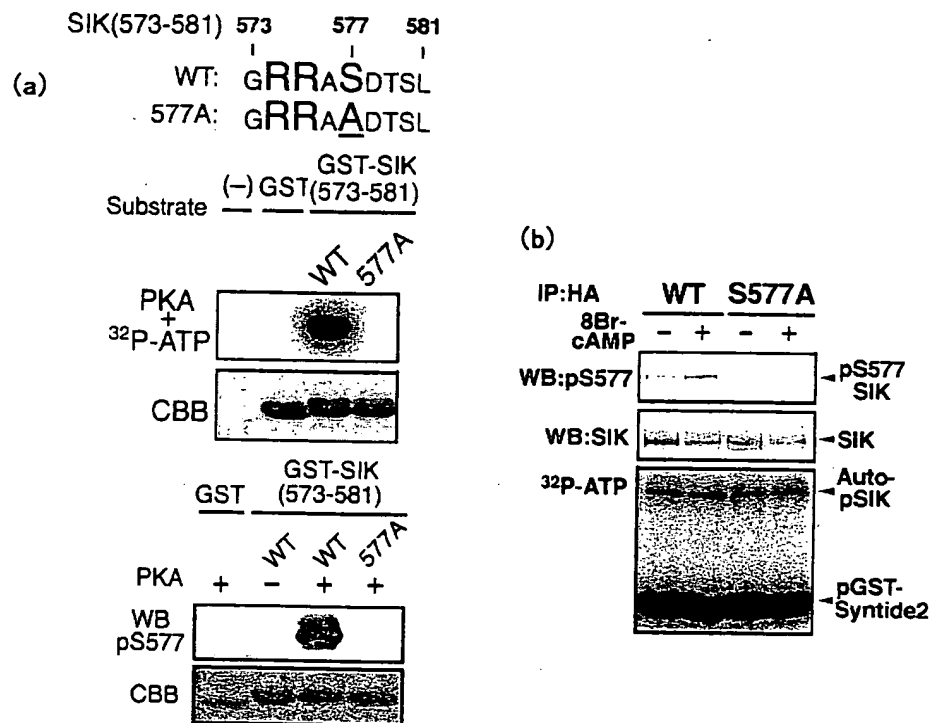 SIK(573-581) 573 577 581
(a)
WT: GRRASDTSL
577A: GRRAADTSL
GST-SIK
(-) GST (573-581)
Substrate
WT 577A
PKA
+
32P-ATP
CBB
GST-SIK
GST (573-581)
WT WT 577A
PKA + - + +
WB
pS577
CBB
(b)
IP:HA WT S577A
8Br-
cAMP - + - +
WB:pS577 pS577
SIK
WB:SIK SIK
32P-ATP Auto-
pSIK
pGST-
Syntide2